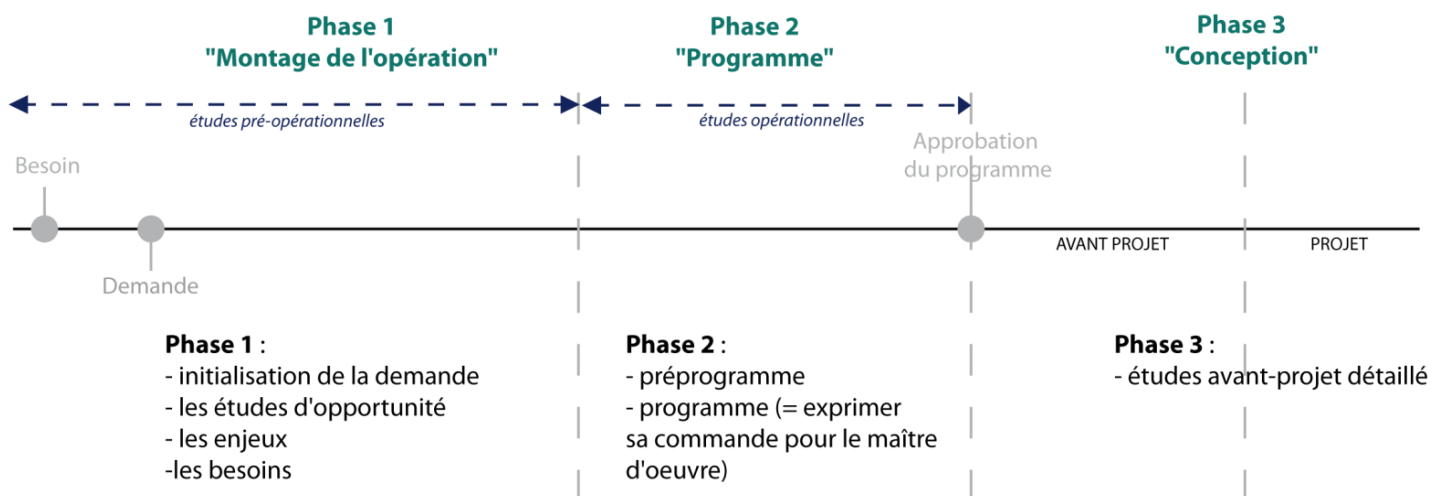 Phase 1
"Montage de l'opération"
Phase 2
"Programme"
Phase 3
"Conception"
études pré-opérationnelles
études opérationnelles
Besoin
Approbation
du programme
AVANT PROJET
PROJET
Demande
Phase 1 :
- initialisation de la demande
- les études d'opportunité
- les enjeux
-les besoins
Phase 2 :
- préprogramme
- programme (= exprimer
sa commande pour le maître
d'oeuvre)
Phase 3 :
- études avant-projet détaillé